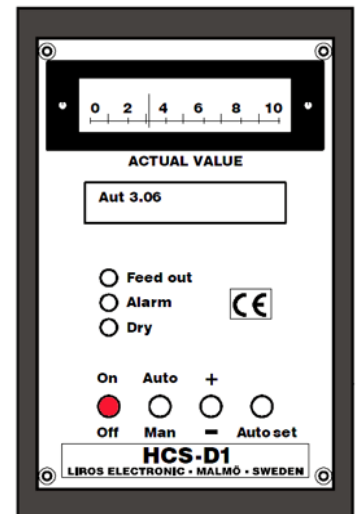 0 2 4 6 8 10
ACTUAL VALUE
Aut 3.06
Feed out
Alarm
Dry
CE
On Auto +
Off Man - Auto set
HCS-D1
LIROS ELECTRONIC · MALMÖ · SWEDEN